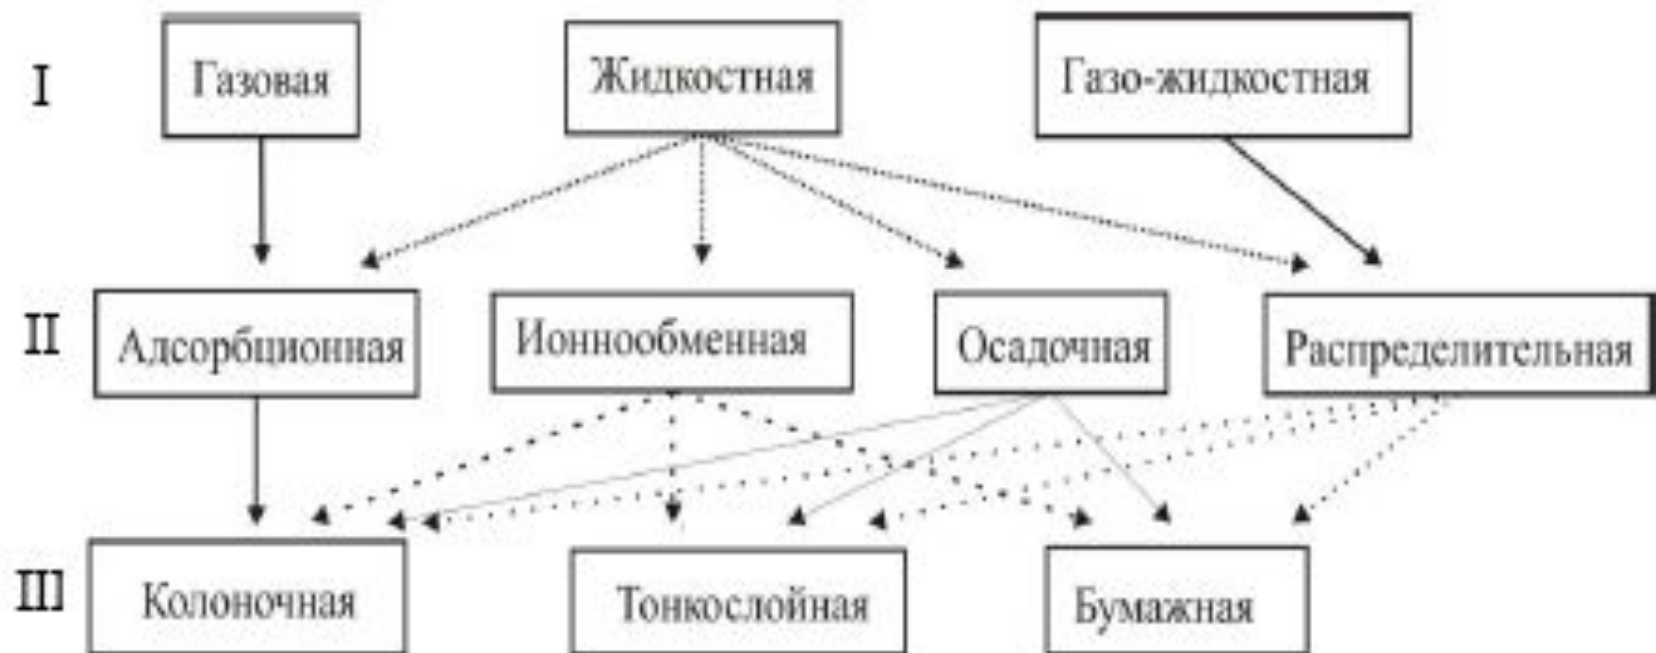 I
Газовая
Жидкостная
Газо-жидкостная
II
Адсорбционная
Ионнообменная
Осадочная
Распределительная
III
Колоночная
Тонкослойная
Бумажная